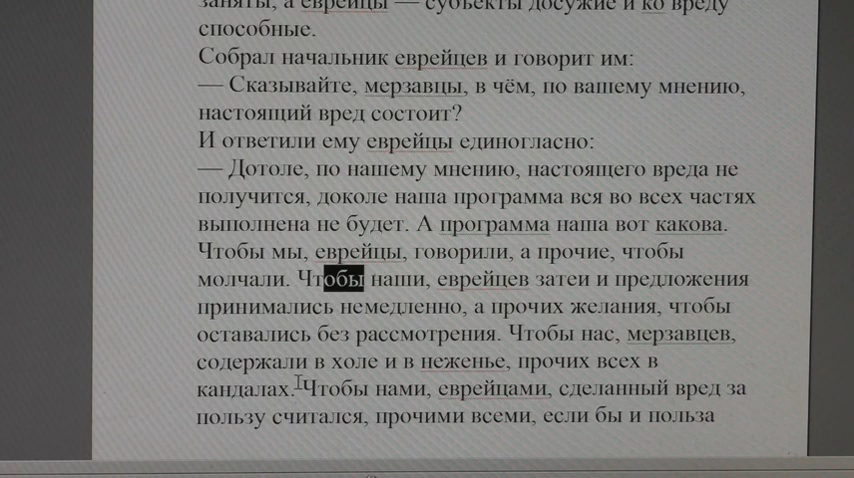 заняты, а еврейцы — субъекты досужие и ко вреду
способные.
Собрал начальник еврейцев и говорит им:
— Сказывайте, мерзавцы, в чём, по вашему мнению,
настоящий вред состоит?
И ответили ему еврейцы единогласно:
— Дотоле, по нашему мнению, настоящего вреда не
получится, доколе наша программа вся во всех частях
выполнена не будет. А программа наша вот какова.
Чтобы мы, еврейцы, говорили, а прочие, чтобы
молчали. Чтобы наши, еврейцев затеи и предложения
принимались немедленно, а прочих желания, чтобы
оставались без рассмотрения. Чтобы нас, мерзавцев,
содержали в холе и в неженье, прочих всех в
кандалах. Чтобы нами, еврейцами, сделанный вред за
пользу считался, прочими всеми, если бы и польза